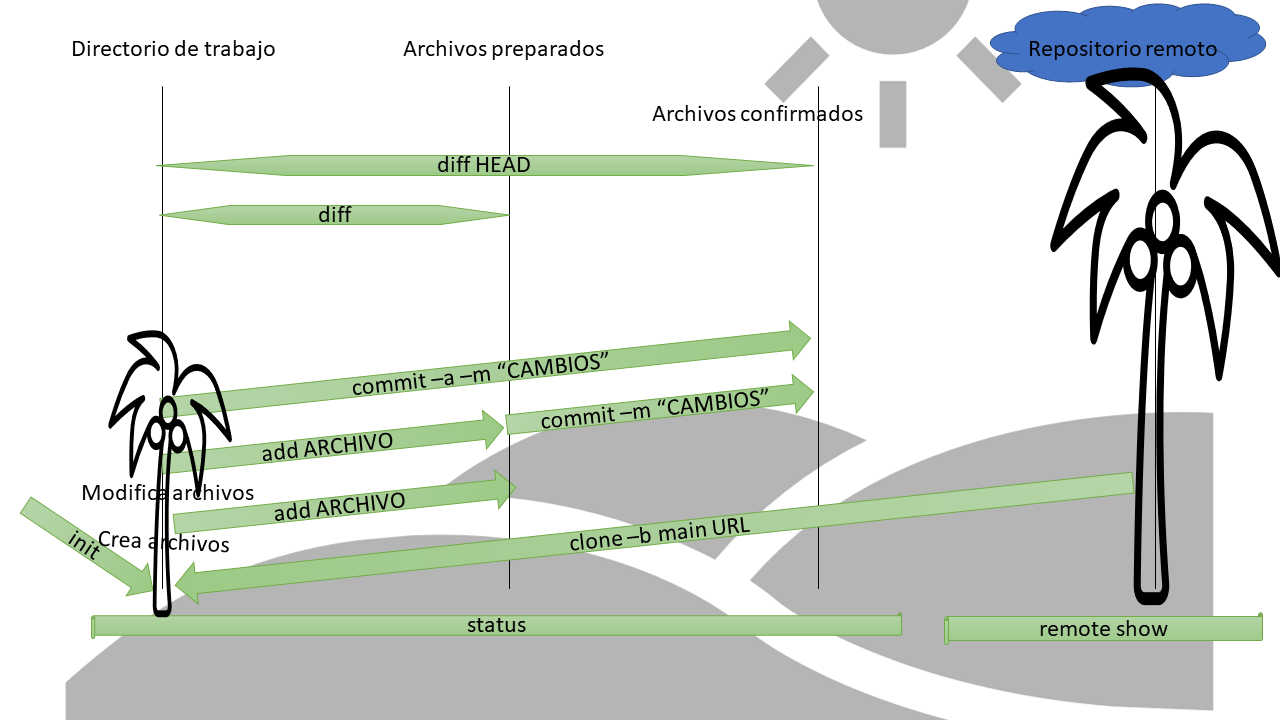 Directorio de trabajo
Archivos preparados
Repositorio remoto
Archivos confirmados
diff HEAD
diff
commit –a –m “CAMBIOS”
commit –m “CAMBIOS”
add ARCHIVO
Modifica archivos
add ARCHIVO
init
Crea archivos
clone –b main URL
status
remote show